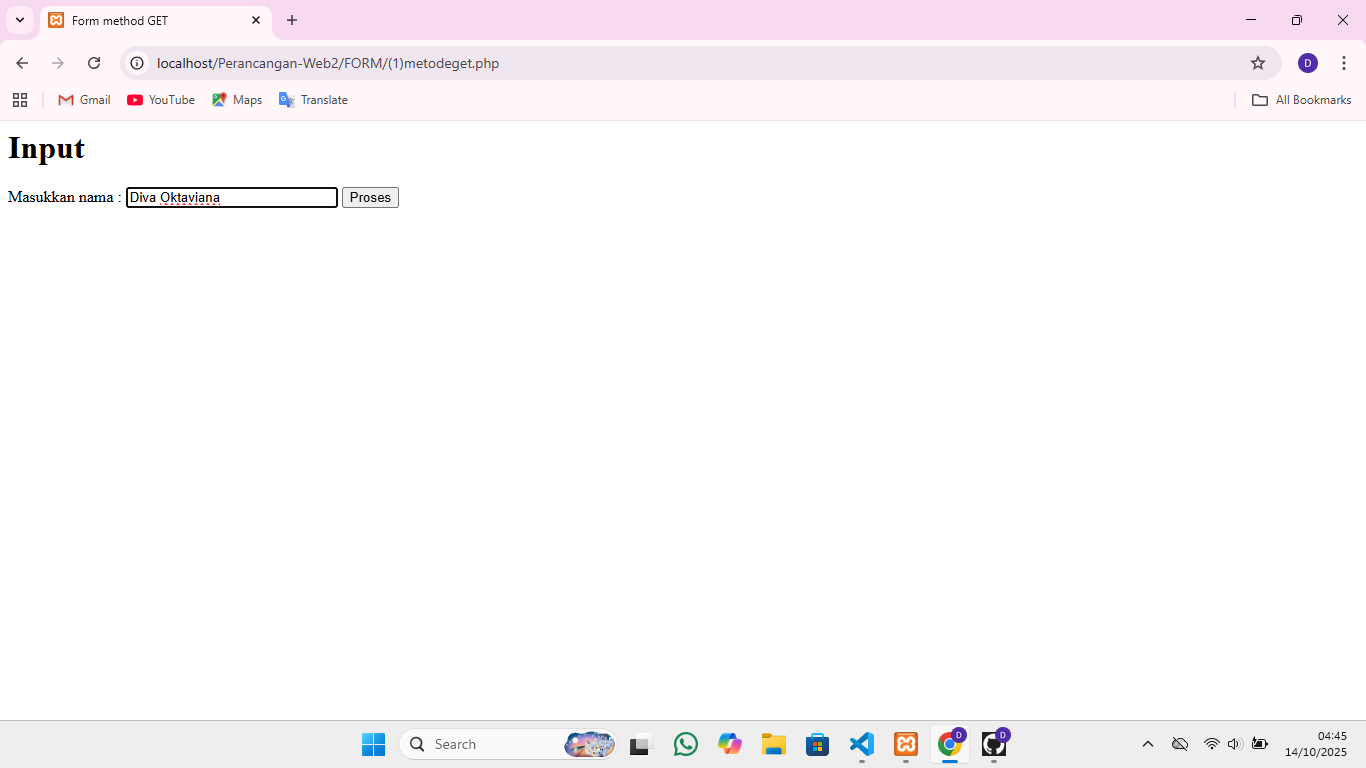 Form method GET
localhost/Perancangan-Web2/FORM/(1)metodeget.php
D
Gmail
YouTube
Maps
Translate
All Bookmarks
Input
Masukkan nama : Diva Oktaviana Proses
Search
D
D
04:45
14/10/2025